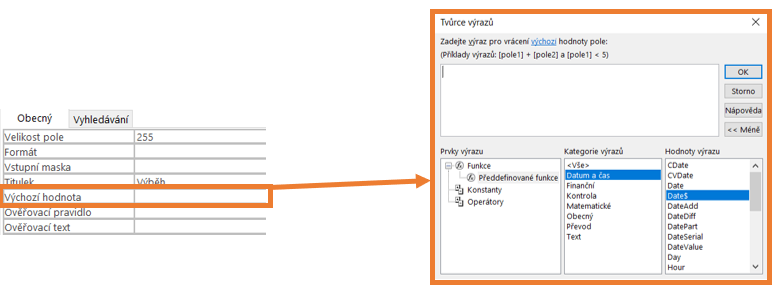 Obecný Vyhledávání
Velikost pole 255
Formát
Vstupní maska
Titulek Výběh
Výchozí hodnota
Ověřovací pravidlo
Ověřovací text
Tvůrce výrazů
Zadejte výraz pro vrácení výchozí hodnoty pole:
(Příklady výrazů: [pole1] + [pole2] a [pole1] < 5)
OK
Storno
Nápověda
<< Méně
Prvky výrazu
Funkce
Předdefinované funkce
Konstanty
Operátory
Kategorie výrazů
<Vše>
Datum a čas
Finanční
Kontrola
Matematické
Obecný
Převod
Text
Hodnoty výrazu
CDate
CVDate
Date
Date$
DateAdd
DateDiff
DatePart
DateSerial
DateValue
Day
Hour